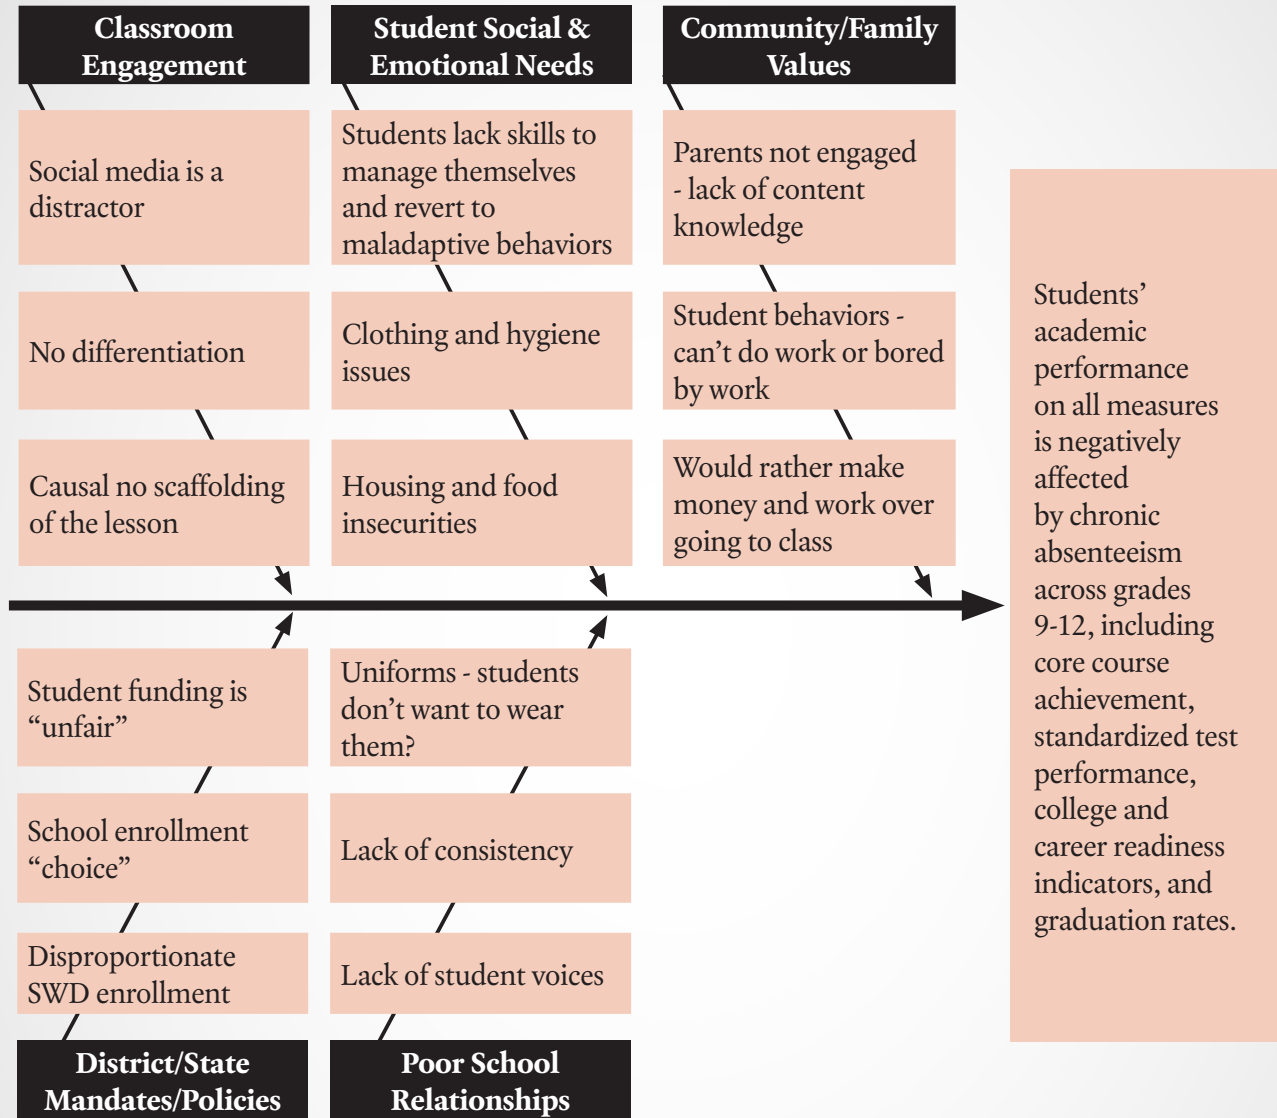 Classroom
Engagement
Social media is a
distractor
No differentiation
Causal no scaffolding
of the lesson
Student Social &
Emotional Needs
Students lack skills to
manage themselves
and revert to
maladaptive behaviors
Clothing and hygiene
issues
Housing and food
insecurities
Community/Family
Values
Parents not engaged
- lack of content
knowledge
Student behaviors -
can’t do work or bored
by work
Would rather make
money and work over
going to class
Student funding is
“unfair”
School enrollment
“choice”
Disproportionate
SWD enrollment
District/State
Mandates/Policies
Uniforms - students
don’t want to wear
them?
Lack of consistency
Lack of student voices
Poor School
Relationships
Students’
academic
performance
on all measures
is negatively
affected
by chronic
absenteeism
across grades
9-12, including
core course
achievement,
standardized test
performance,
college and
career readiness
indicators, and
graduation rates.